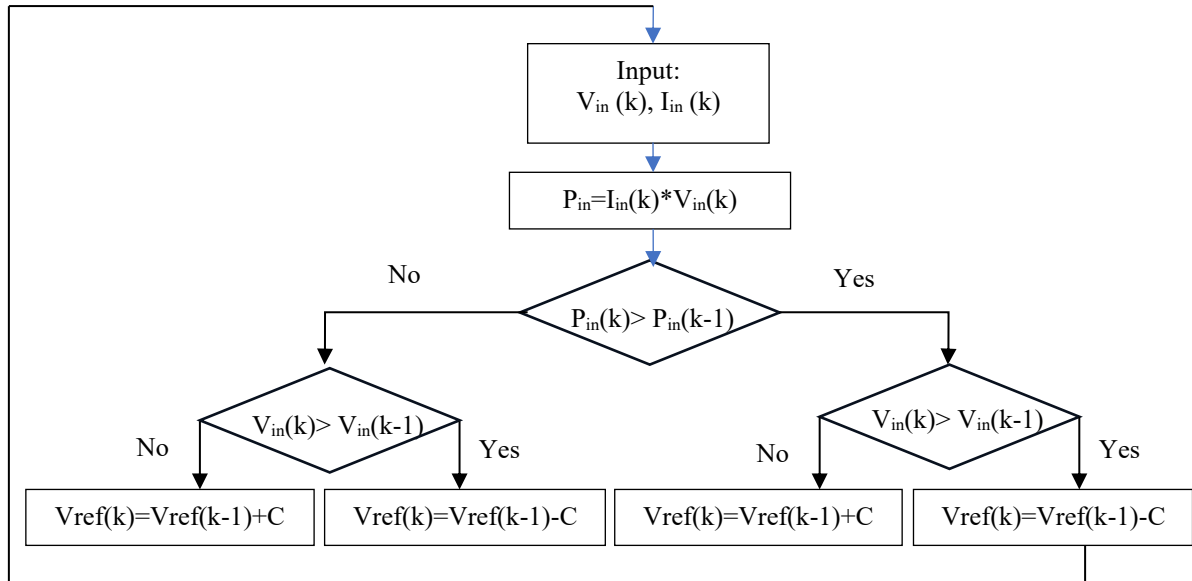 Input:
Vin (k), Iin (k)
Pin=Iin(k)*Vin(k)
No
Yes
Pin(k)> Pin(k-1)
Vin(k)> Vin(k-1)
Vin(k)> Vin(k-1)
No
Yes
No
Yes
Vref(k)=Vref(k-1)+C
Vref(k)=Vref(k-1)-C
Vref(k)=Vref(k-1)+C
Vref(k)=Vref(k-1)-C